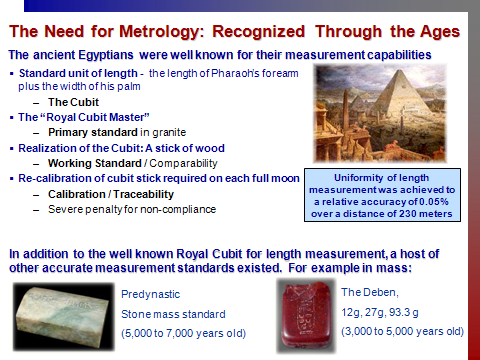 The Need for Metrology: Recognized Through the Ages
The ancient Egyptians were well known for their measurement capabilities
▪ Standard unit of length - the length of Pharaoh's forearm
plus the width of his palm
– The Cubit
▪ The “Royal Cubit Master”
– Primary standard in granite
▪ Realization of the Cubit: A stick of wood
– Working Standard / Comparability
▪ Re-calibration of cubit stick required on each full moon
– Calibration / Traceability
– Severe penalty for non-compliance
Uniformity of length
measurement was achieved to
a relative accuracy of 0.05%
over a distance of 230 meters
In addition to the well known Royal Cubit for length measurement, a host of
other accurate measurement standards existed. For example in mass:
Predynastic
Stone mass standard
(5,000 to 7,000 years old)
The Deben,
12g, 27g, 93.3 g
(3,000 to 5,000 years old)